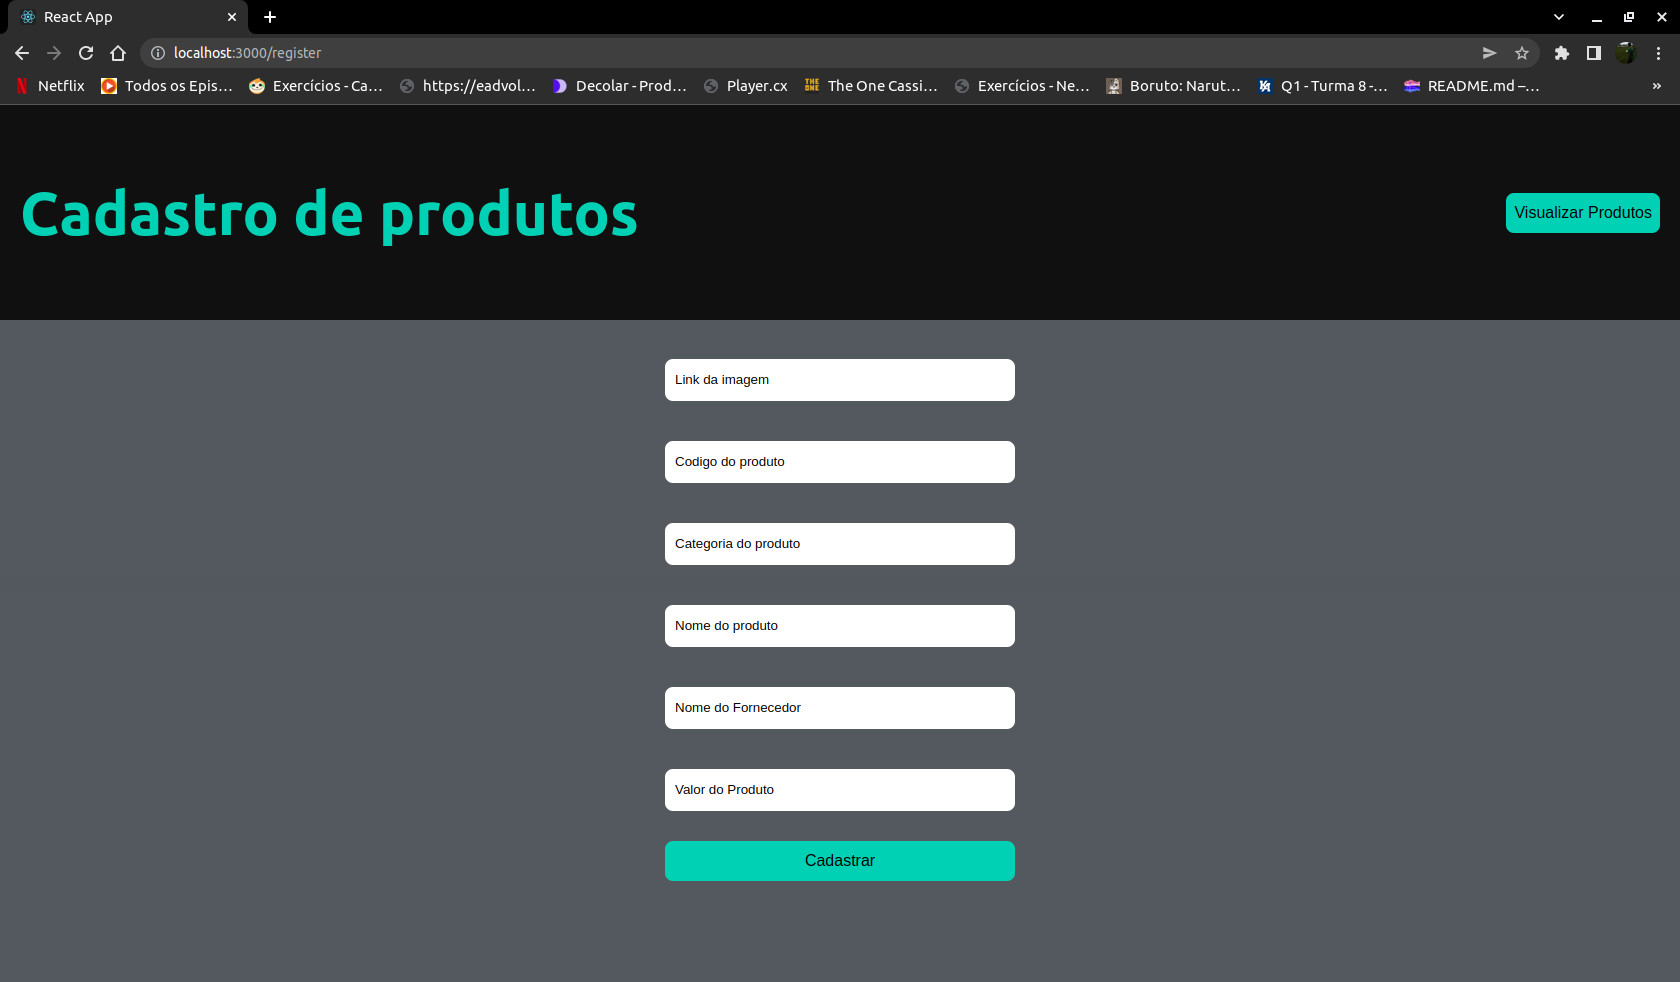 React App
localhost:3000/register
Netflix
Todos os Epis…
Exercícios - Ca…
https://eadvol…
Decolar - Prod…
Player.cx
THE ONE
The One Cassi…
Exercícios - Ne…
Boruto: Narut…
Q1 - Turma 8 -…
README.md –…
»
Cadastro de produtos
Visualizar Produtos
Link da imagem
Codigo do produto
Categoria do produto
Nome do produto
Nome do Fornecedor
Valor do Produto
Cadastrar